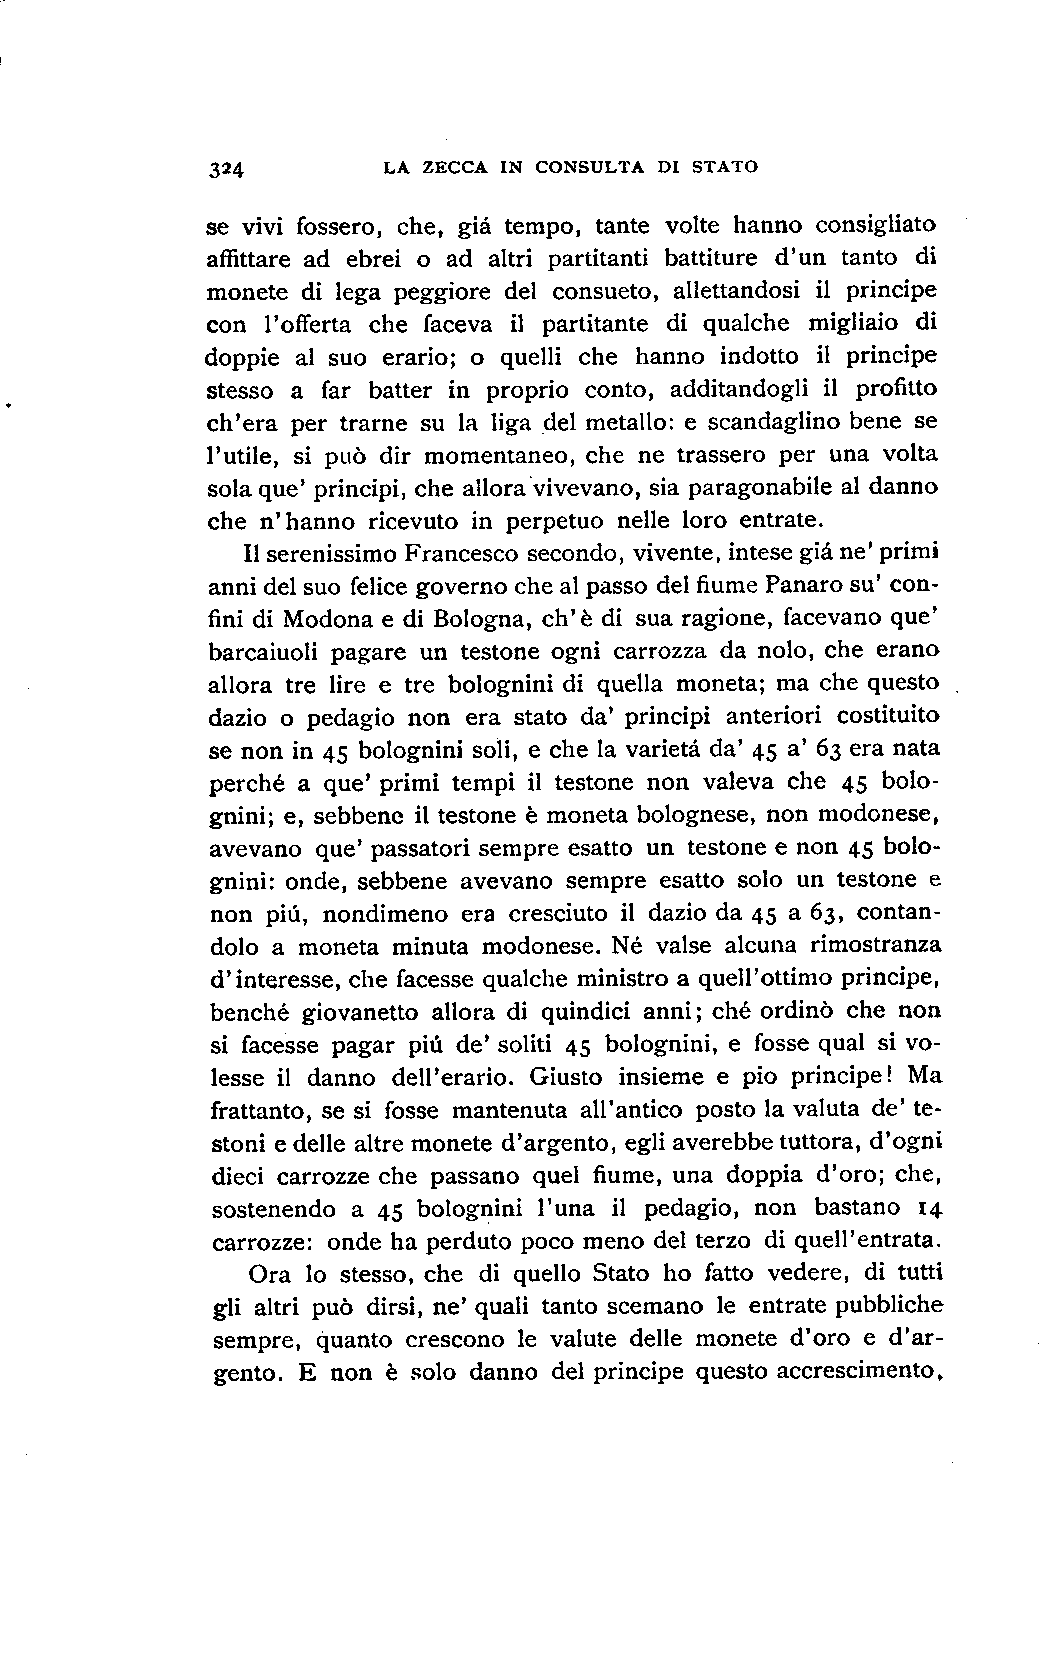 324 LA ZECCA IN CONSULTA DI STATO
se vivi fossero, che, giá tempo, tante volte hanno consigliato
affittare ad ebrei o ad altri partitanti battiture d'un tanto di
monete di lega peggiore del consueto, allettandosi il principe
con l'offerta che faceva il partitante di qualche migliaio di
doppie al suo erario; o quelli che hanno indotto il principe
stesso a far batter in proprio conto, additandogli il profitto
ch'era per trarne su la liga del metallo: e scandaglino bene se
l'utile, si può dir momentaneo, che ne trassero per una volta
sola que' principi, che allora vivevano, sia paragonabile al danno
che n'hanno ricevuto in perpetuo nelle loro entrate.
Il serenissimo Francesco secondo, vivente, intese giá ne' primi
anni del suo felice governo che al passo del fiume Panaro su' con-
fini di Modona e di Bologna, ch'è di sua ragione, facevano que'
barcaiuoli pagare un testone ogni carrozza da nolo, che erano
allora tre lire e tre bolognini di quella moneta; ma che questo
dazio o pedagio non era stato da' principi anteriori costituito
se non in 45 bolognini soli, e che la varietá da' 45 a' 63 era nata
perché a que' primi tempi il testone non valeva che 45 bolo-
gnini; e, sebbene il testone è moneta bolognese, non modonese,
avevano que' passatori sempre esatto un testone e non 45 bolo-
gnini: onde, sebbene avevano sempre esatto solo un testone e
non piú, nondimeno era cresciuto il dazio da 45 a 63, contan-
dolo a moneta minuta modonese. Né valse alcuna rimostranza
d'interesse, che facesse qualche ministro a quell'ottimo principe,
benché giovanetto allora di quindici anni; ché ordinò che non
si facesse pagar piú de' soliti 45 bolognini, e fosse qual si vo-
lesse il danno dell'erario. Giusto insieme e pio principe! Ma
frattanto, se si fosse mantenuta all'antico posto la valuta de' te-
stoni e delle altre monete d'argento, egli averebbe tuttora, d'ogni
dieci carrozze che passano quel fiume, una doppia d'oro; che,
sostenendo a 45 bolognini l'una il pedagio, non bastano 14
carrozze: onde ha perduto poco meno del terzo di quell'entrata.
Ora lo stesso, che di quello Stato ho fatto vedere, di tutti
gli altri può dirsi, ne' quali tanto scemano le entrate pubbliche
sempre, quanto crescono le valute delle monete d'oro e d'ar-
gento. E non è solo danno del principe questo accrescimento,